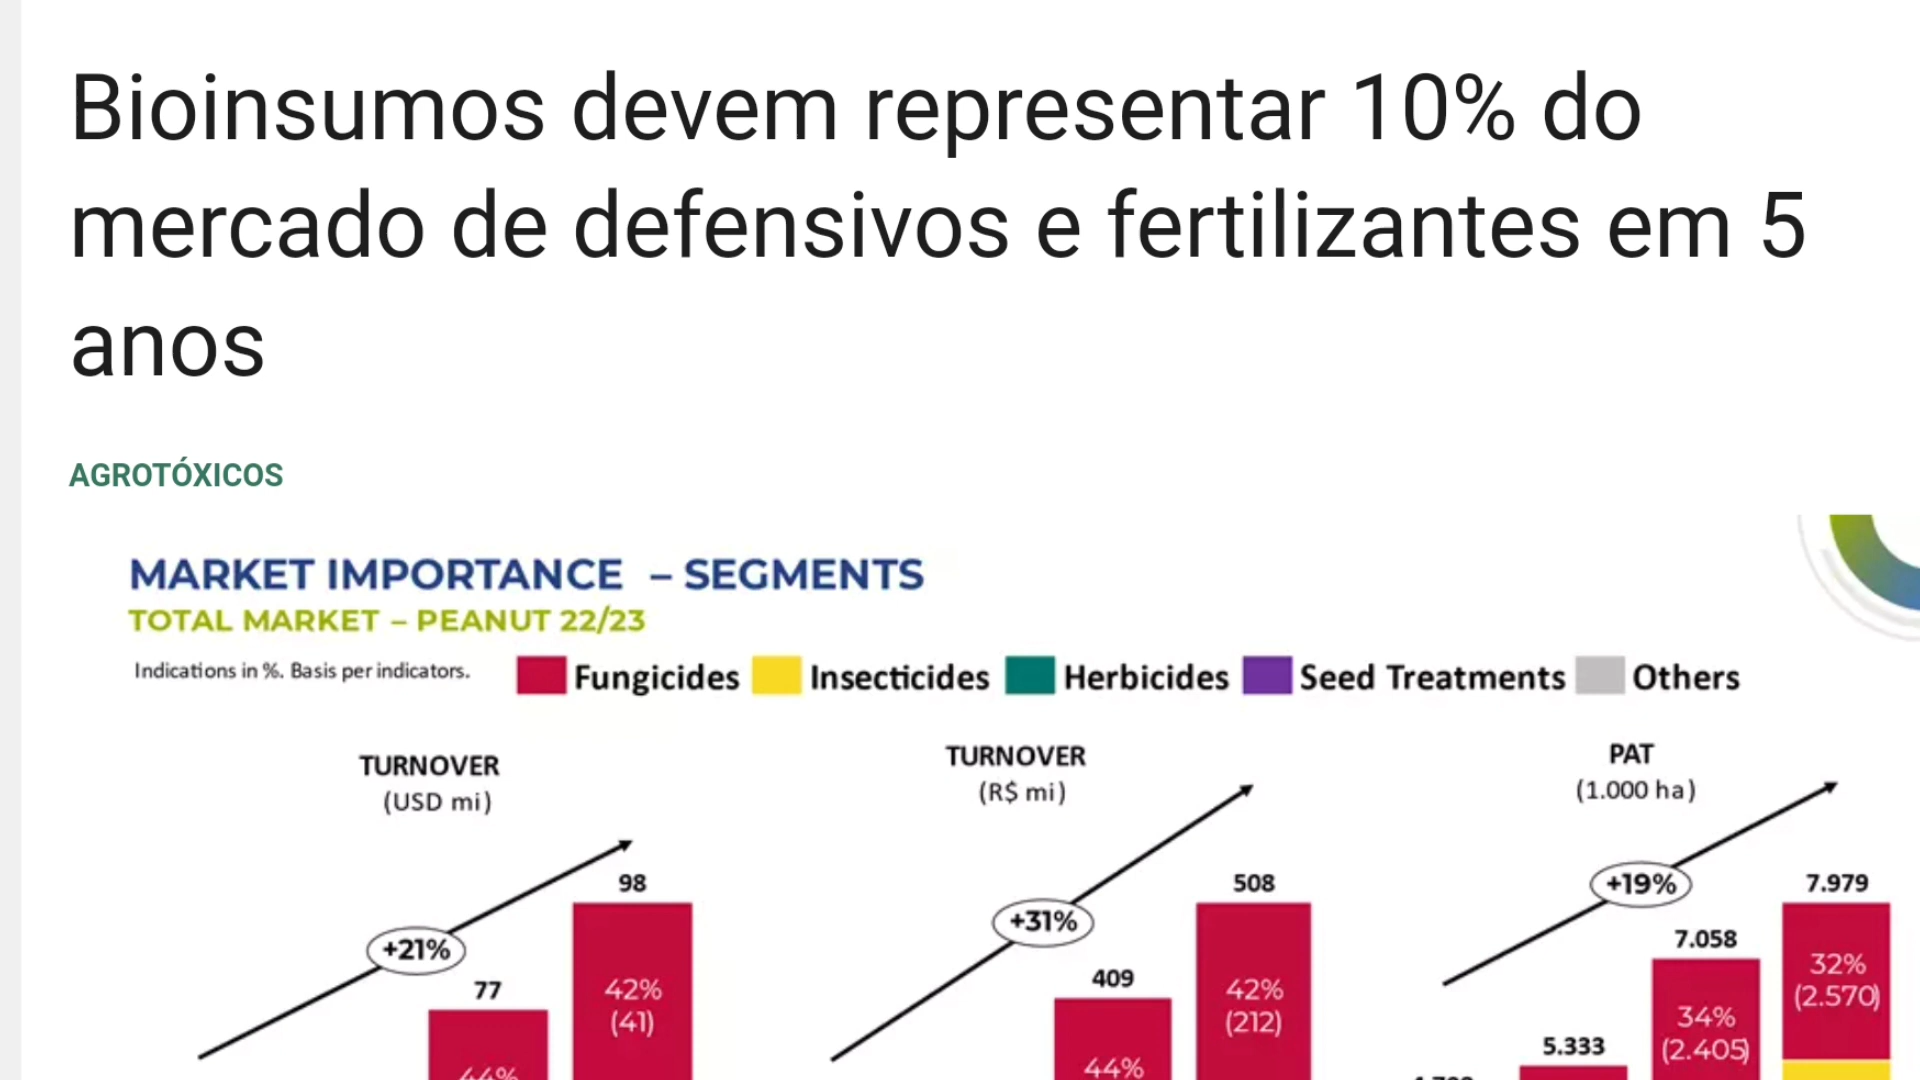 Bioinsumos devem representar 10% do
mercado de defensivos e fertilizantes em 5
anos
AGROTÓXICOS
MARKET IMPORTANCE – SEGMENTS
TOTAL MARKET – PEANUT 22/23
Indications in %. Basis per indicators.
Fungicides Insecticides Herbicides Seed Treatments Others
TURNOVER
(USD mi)
+21%
77
44%
98
42%
(41)
TURNOVER
(R$ mi)
+31%
409
44%
508
42%
(212)
PAT
(1.000 ha)
+19%
5.333
7.058
34%
(2.405)
7.979
32%
(2.570)